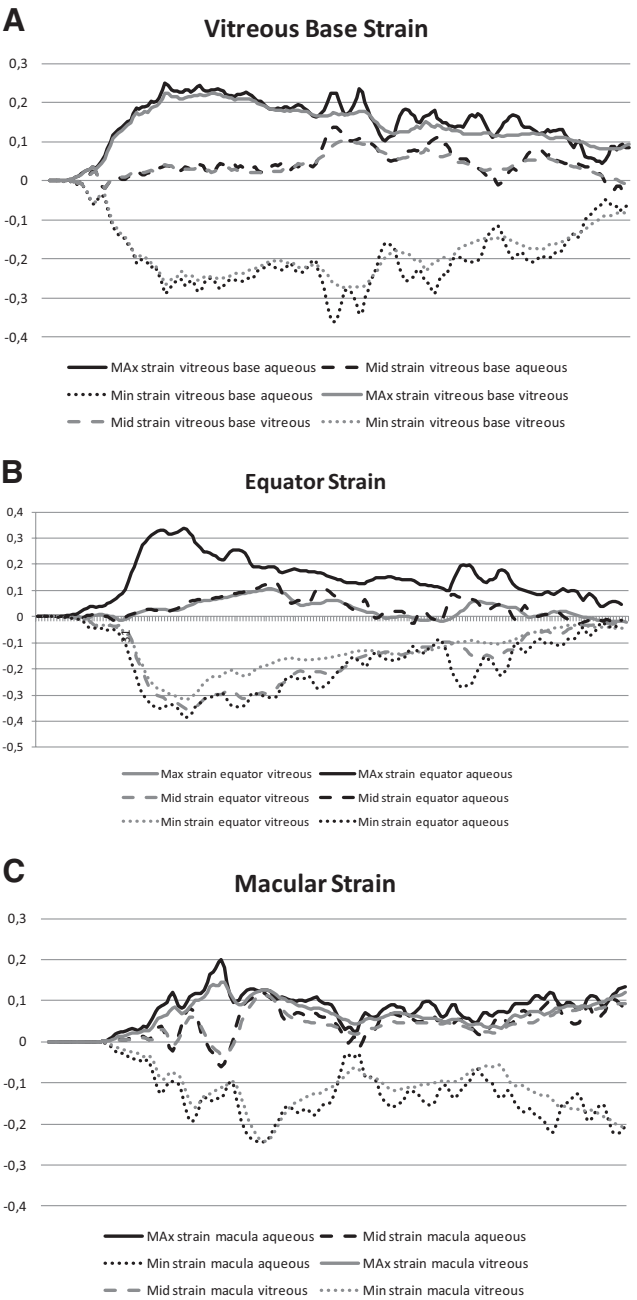 A
Vitreous Base Strain
0,3
0,2
0,1
0
-0,1
-0,2
-0,3
-0,4
MAx strain vitreous base aqueous Mid strain vitreous base aqueous
Min strain vitreous base aqueous MAx strain vitreous base vitreous
Mid strain vitreous base vitreous Min strain vitreous base vitreous
B
Equator Strain
0,4
0,3
0,2
0,1
0
-0,1
-0,2
-0,3
-0,4
-0,5
Max strain equator vitreous MAx strain equator aqueous
Mid strain equator vitreous Mid strain equator aqueous
Min strain equator vitreous Min strain equator aqueous
C
Macular Strain
0,3
0,2
0,1
0
-0,1
-0,2
-0,3
-0,4
MAx strain macula aqueous Mid strain macula aqueous
Min strain macula aqueous MAx strain macula vitreous
Mid strain macula vitreous Min strain macula vitreous